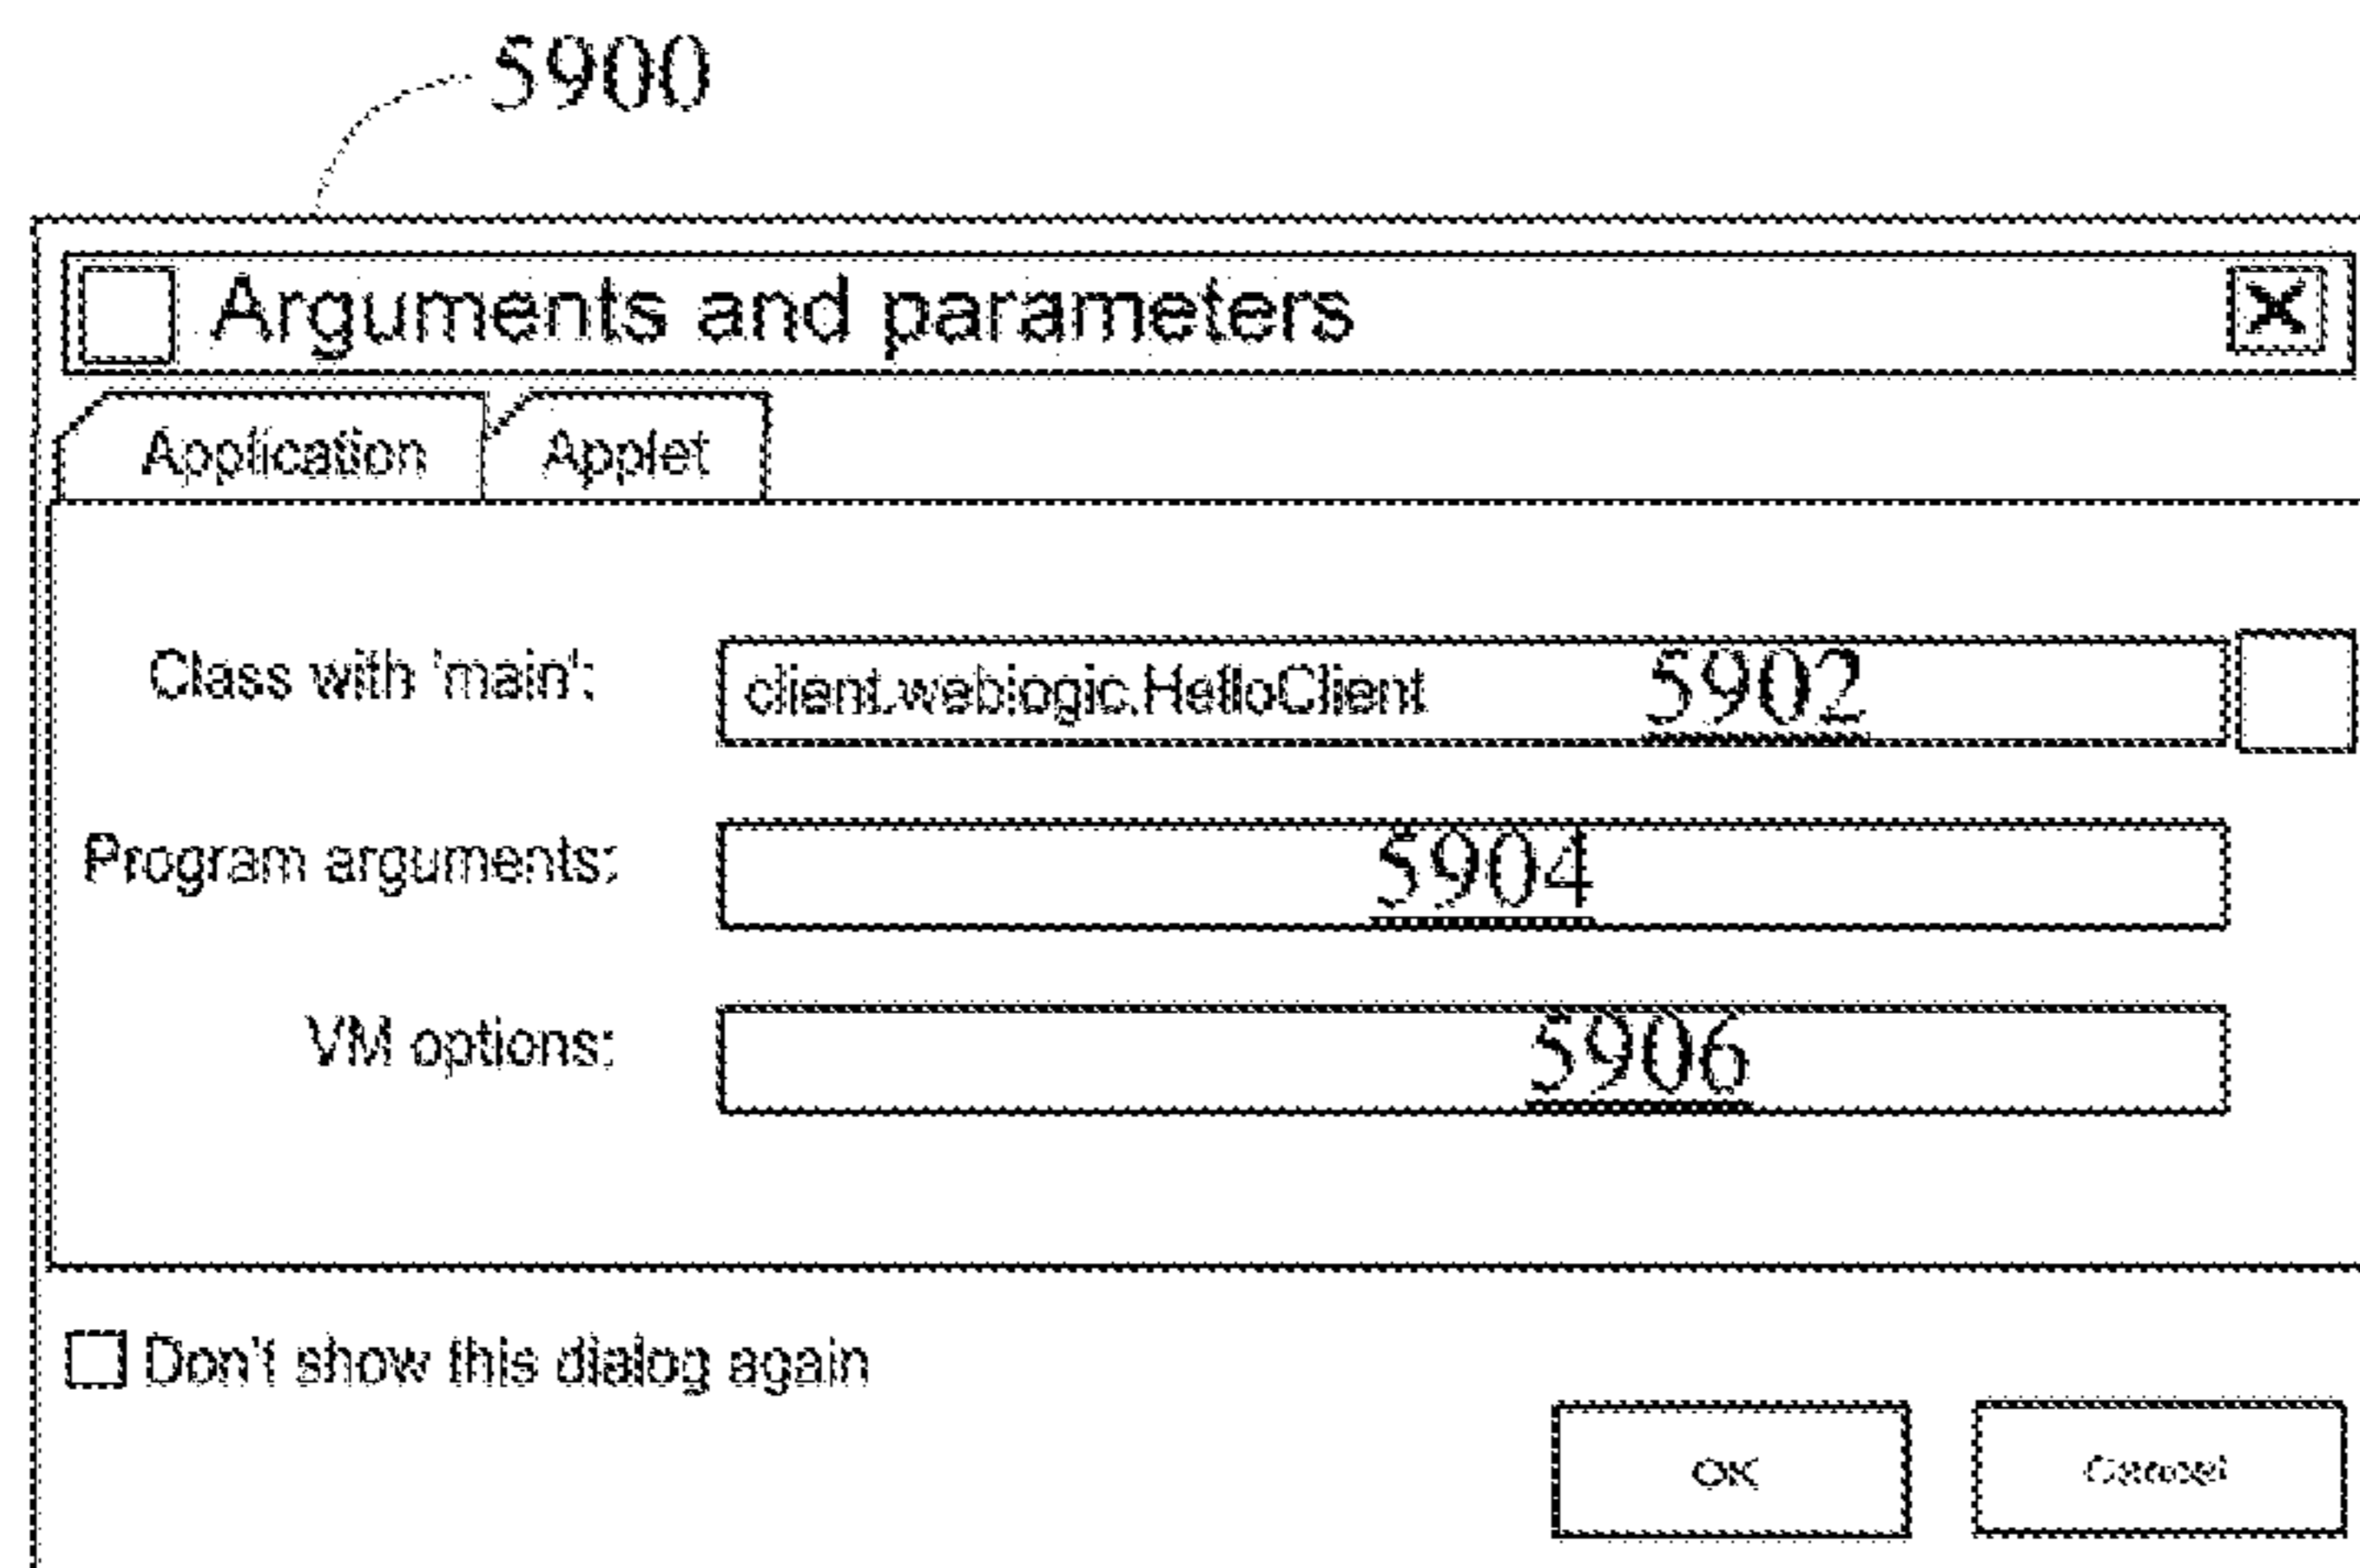 5900
Arguments and parameters
Application Applet
Class with 'main': client.weblogic.HelloClient 5902
Program arguments: 5904
VM options: 5906
Don't show this dialog again
OK Cancel